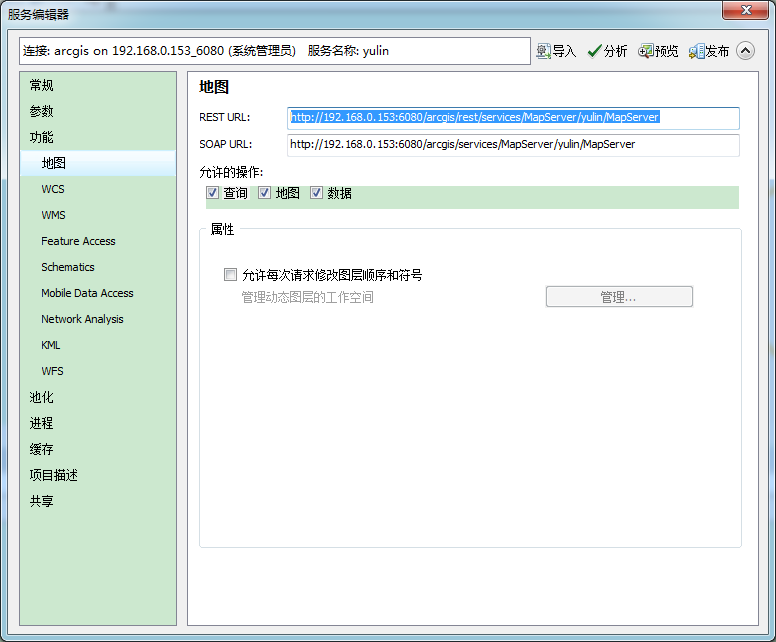 服务编辑器
连接: arcgis on 192.168.0.153_6080 (系统管理员) 服务名称: yulin
导入 分析 预览 发布
常规
参数
功能
地图
WCS
WMS
Feature Access
Schematics
Mobile Data Access
Network Analysis
KML
WFS
池化
进程
缓存
项目描述
共享
地图
REST URL: http://192.168.0.153:6080/arcgis/rest/services/MapServer/yulin/MapServer
SOAP URL: http://192.168.0.153:6080/arcgis/services/MapServer/yulin/MapServer
允许的操作:
查询 地图 数据
属性
允许每次请求修改图层顺序和符号
管理动态图层的工作空间 管理...